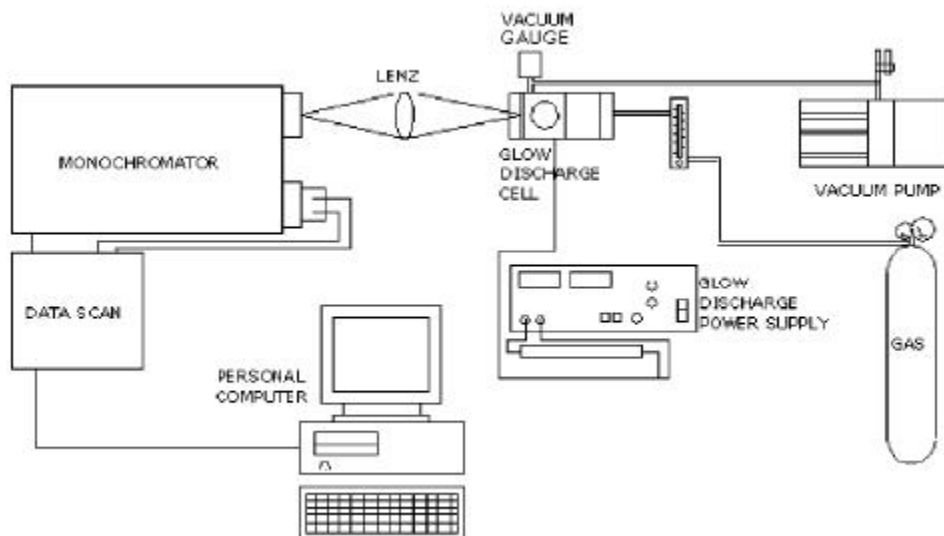 VACUUM
GAUGE
LENZ
MONOCHROMATOR
GLOW
DISCHARGE
CELL
VACUUM PUMP
DATA SCAN
GLOW
DISCHARGE
POWER SUPPLY
GAS
PERSONAL
COMPUTER